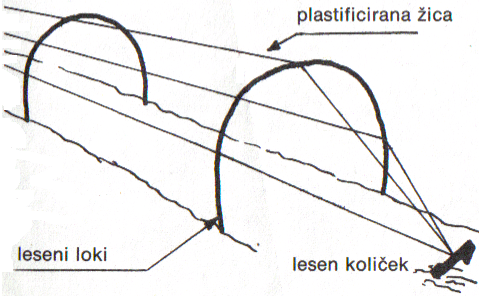 plastificirana žica
leseni loki
lesen količek